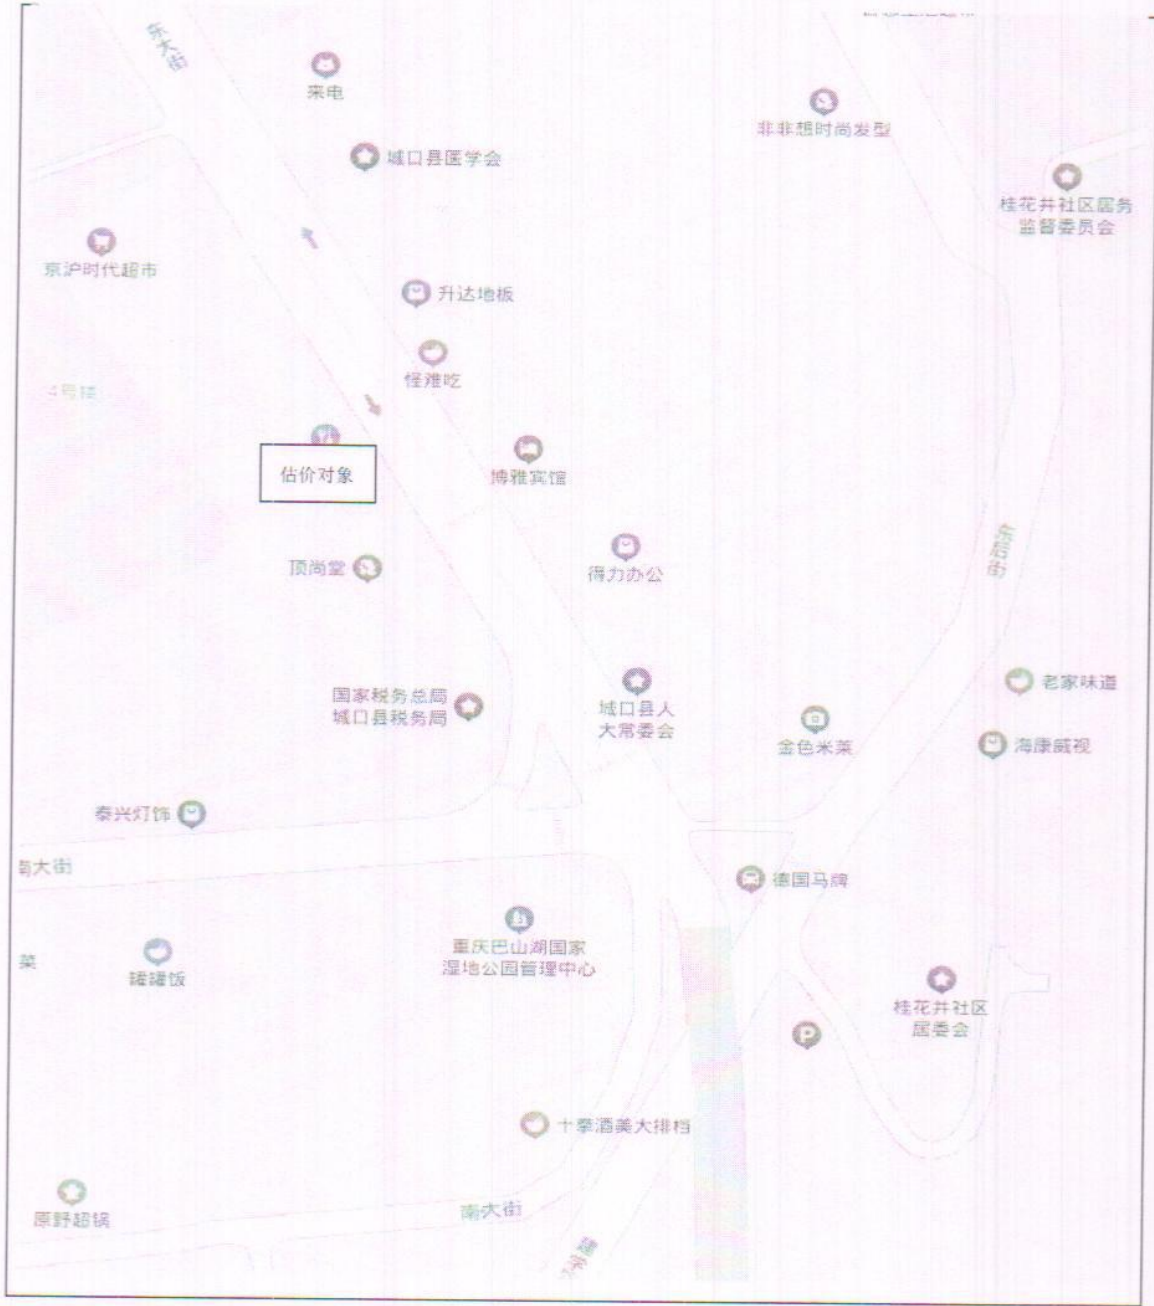 东大街
来电
非非想时尚发型
城口县医学会
桂花井社区居务
监督委员会
京沪时代超市
升达地板
怪难吃
4号楼
估价对象
博雅宾馆
东后街
顶尚堂
得力办公
国家税务总局
城口县税务局
城口县人
大常委会
老家味道
金色米莱
海康威视
泰兴灯饰
南大街
德国马牌
菜
罐罐饭
重庆巴山湖国家
湿地公园管理中心
桂花井社区
居委会
P
大排档
原野超锅
南大街